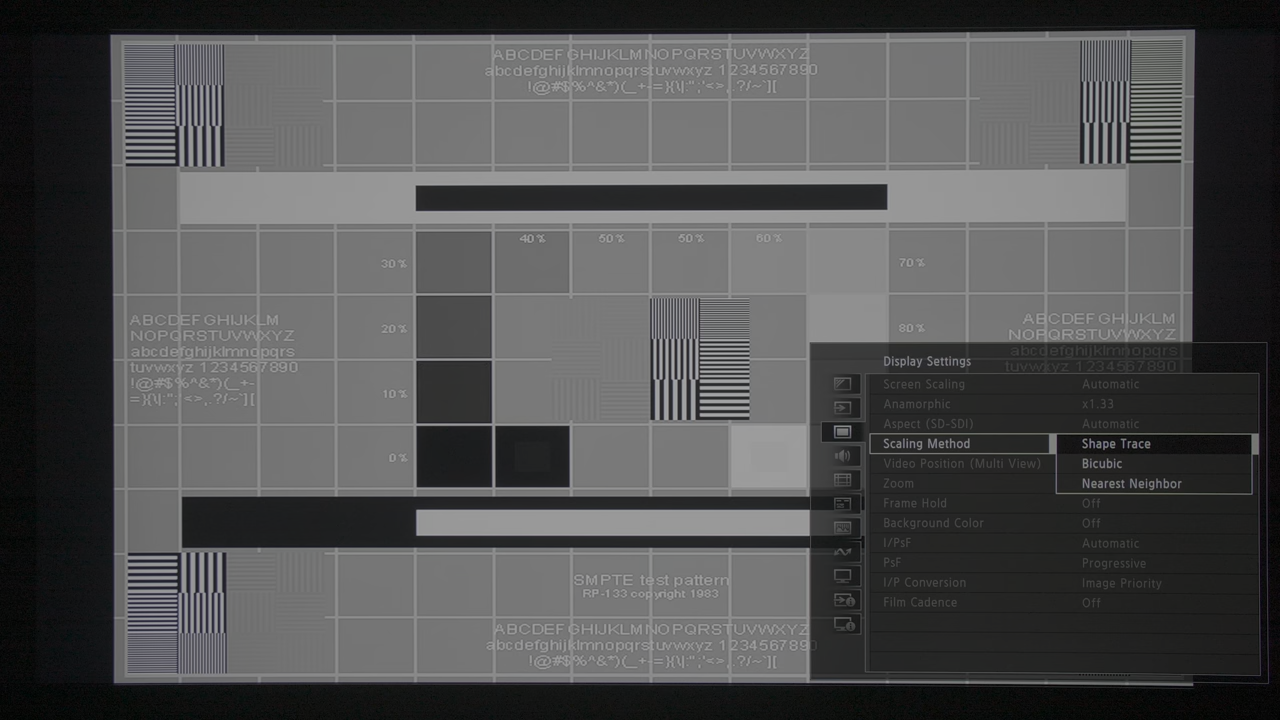 ABCDEFGHIJKLMNOPQRSTUVWXYZ
abcdefghijklmnopqrstuvwxyz 1234567890
!@#$%^&*)(_+-=}{\|:";'<>,.?/~`][
40% 50% 50% 60%
30% 70%
20% 80%
10%
0%
ABCDEFGHIJKLM
NOPQRSTUVWXYZ
abcdefghijklmnopqrs
tuvwxyz 1234567890
!@#$%^&*)(_+-
=}{\|:";'<>,.?/~`][
ABCDEFGHIJKLM
NOPQRSTUVWXYZ
abcdefghijklmnopqrs
tuvwxyz 1234567890
Display Settings
Screen Scaling Automatic
Anamorphic x1.33
Aspect (SD-SDI) Automatic
Scaling Method Shape Trace
Video Position (Multi View) Bicubic
Zoom Nearest Neighbor
Frame Hold Off
Background Color Off
I/PsF Automatic
PsF Progressive
I/P Conversion Image Priority
Film Cadence Off
SMPTE test pattern
RP-133 copyright 1983
ABCDEFGHIJKLMNOPQRSTUVWXYZ
abcdefghijklmnopqrstuvwxyz 1234567890
!@#$%^&*)(_+-=}{\|:";'<>,.?/~`][